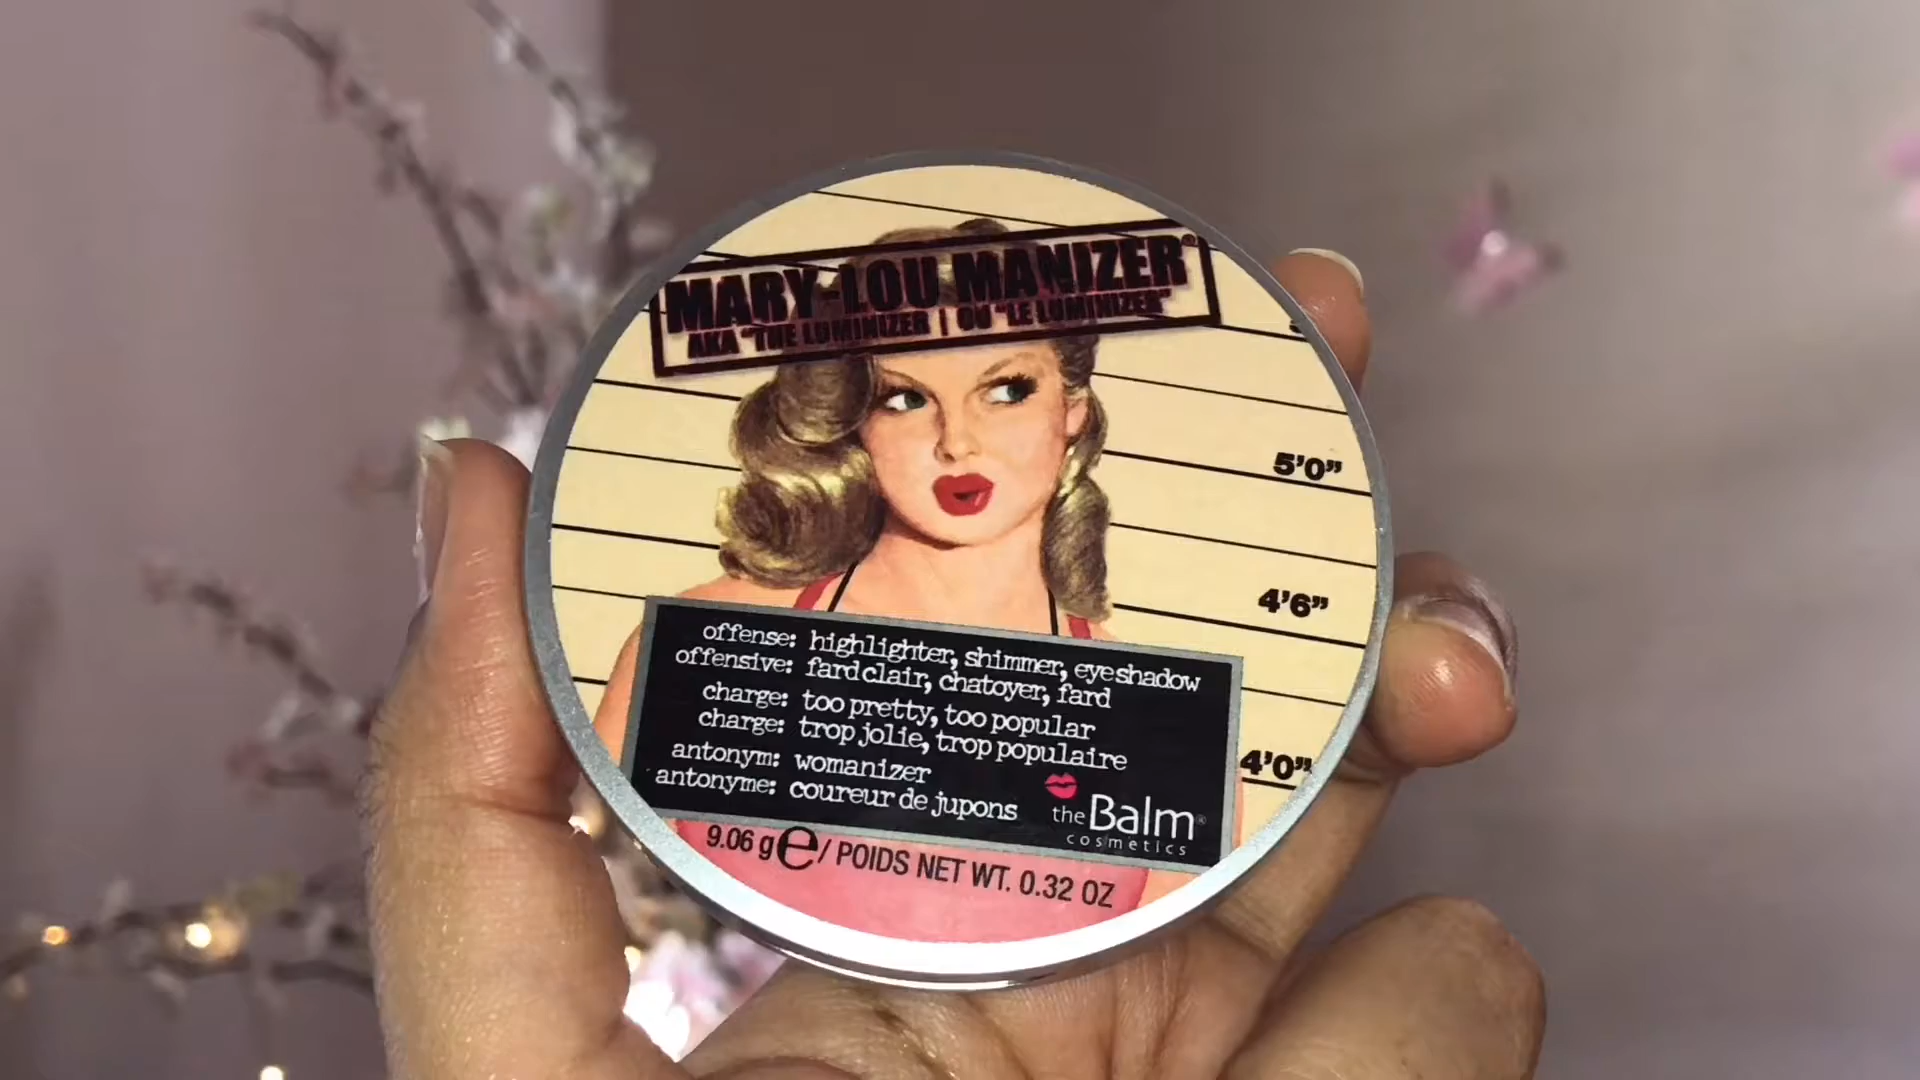 MARY-LOU MANIZER®
AKA "THE LUMINIZER | OU "LE LUMINIZER"
5'0"
4'6"
4'0"
offense: highlighter, shimmer, eyeshadow
offensive: fard clair, chatoyer, fard
charge: too pretty, too popular
charge: trop jolie, trop populaire
antonym: womanizer
antonyme: coureur de jupons
theBalm®
cosmetics
9.06 g e / POIDS NET WT. 0.32 OZ